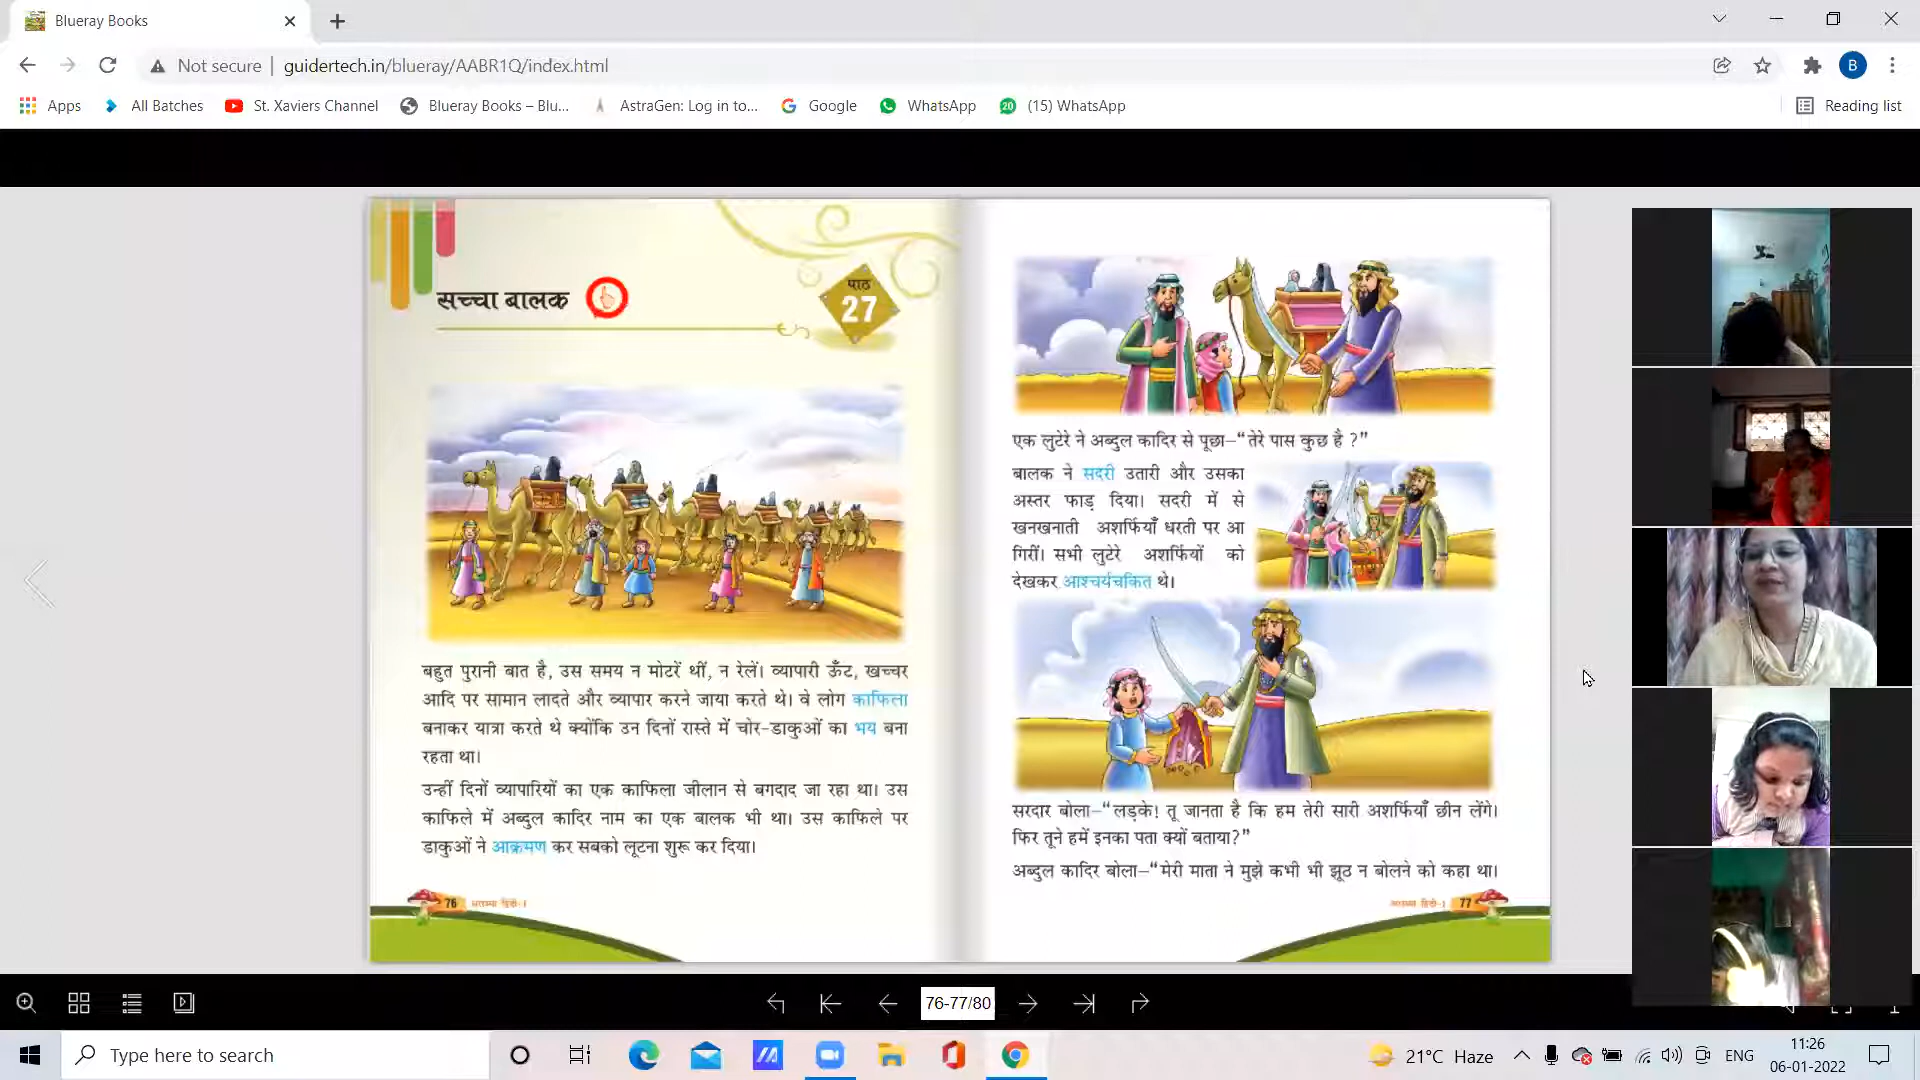 Blueray Books
Not secure
guidertech.in/blueray/AABR1Q/index.html
B
Apps
All Batches
St. Xaviers Channel
Blueray Books – Blu...
AstraGen: Log in to...
Google
WhatsApp
20
(15) WhatsApp
Reading list
सच्चा बालक
पाठ
27
बहुत पुरानी बात है, उस समय न मोटरें थीं, न रेलें। व्यापारी ऊँट, खच्चर
आदि पर सामान लादते और व्यापार करने जाया करते थे। वे लोग काफिला
बनाकर यात्रा करते थे क्योंकि उन दिनों रास्ते में चोर-डाकुओं का भय बना
रहता था।
उन्हीं दिनों व्यापारियों का एक काफिला जीलान से बगदाद जा रहा था। उस
काफिले में अब्दुल कादिर नाम का एक बालक भी था। उस काफिले पर
डाकुओं ने आक्रमण कर सबको लूटना शुरू कर दिया।
76
हिंदी-1
एक लुटेरे ने अब्दुल कादिर से पूछा–“तेरे पास कुछ है ?”
बालक ने सदरी उतारी और उसका
अस्तर फाड़ दिया। सदरी में से
खनखनाती अशर्फियाँ धरती पर आ
गिरीं। सभी लुटेरे अशर्फियों को
देखकर आश्चर्यचकित थे।
सरदार बोला–“लड़के! तू जानता है कि हम तेरी सारी अशर्फियाँ छीन लेंगे।
फिर तूने हमें इनका पता क्यों बताया?”
अब्दुल कादिर बोला–“मेरी माता ने मुझे कभी भी झूठ न बोलने को कहा था।
हिंदी-1
77
76-77/80
Type here to search
21°C Haze
ENG
11:26
06-01-2022